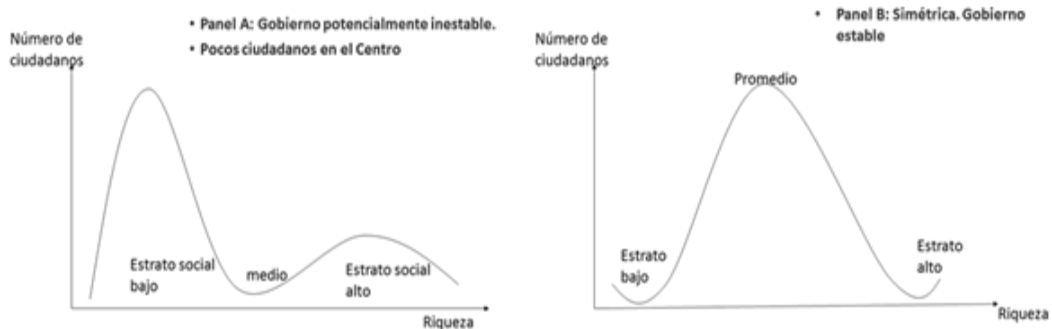 • Panel A: Gobierno potencialmente inestable.
• Pocos ciudadanos en el Centro
Número de
ciudadanos
Estrato social
bajo
medio
Estrato social
alto
Riqueza
• Panel B: Simétrica. Gobierno
estable
Número de
ciudadanos
Promedio
Estrato
bajo
Estrato
alto
Riqueza